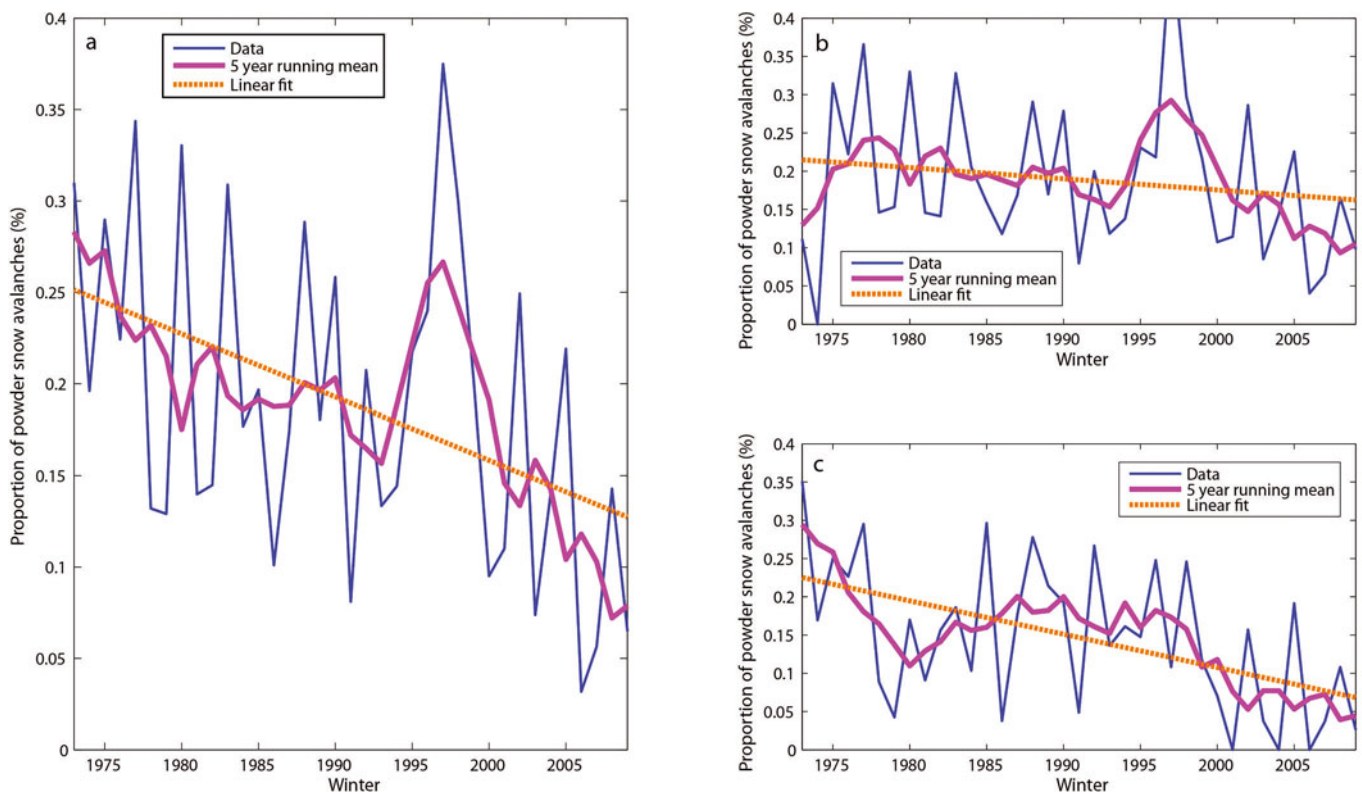 a
Data
5 year running mean
Linear fit
Proportion of powder snow avalanches (%)
0.4
0.35
0.3
0.25
0.2
0.15
0.1
0.05
0
1975 1980 1985 1990 1995 2000 2005
Winter
b
Proportion of powder snow avalanches (%)
0.4
0.35
0.3
0.25
0.2
0.15
0.1
0.05
0
Data
5 year running mean
Linear fit
1975 1980 1985 1990 1995 2000 2005
Winter
c
Proportion of powder snow avalanches (%)
0.4
0.35
0.3
0.25
0.2
0.15
0.1
0.05
0
Data
5 year running mean
Linear fit
1975 1980 1985 1990 1995 2000 2005
Winter